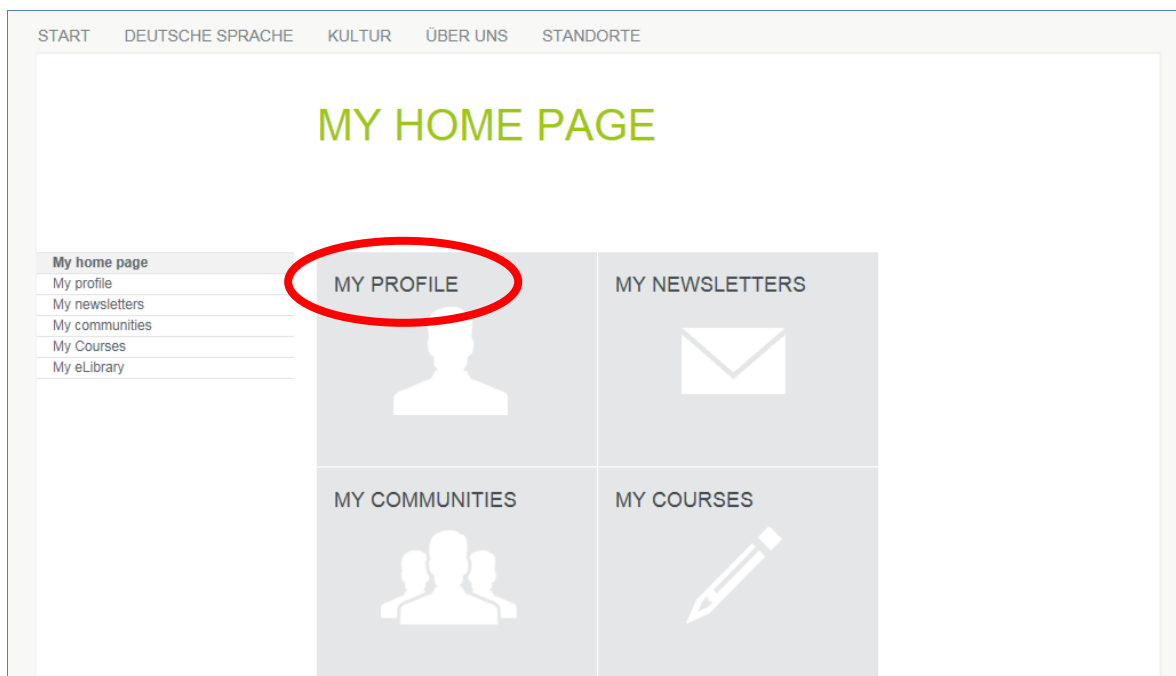 START DEUTSCHE SPRACHE KULTUR ÜBER UNS STANDORTE
MY HOME PAGE
My home page
My profile
My newsletters
My communities
My Courses
My eLibrary
MY PROFILE
MY NEWSLETTERS
MY COMMUNITIES
MY COURSES